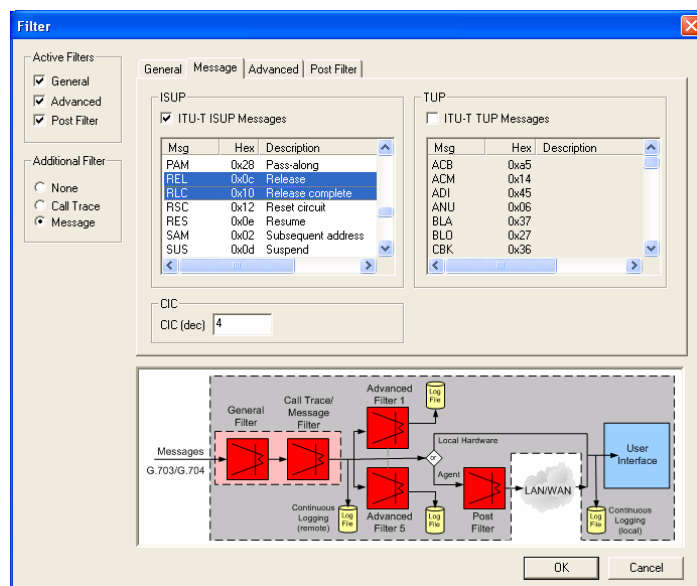 Filter
Active Filters
General
Advanced
Post Filter
Additional Filter
None
Call Trace
Message
General Message Advanced Post Filter
ISUP
ITU-T ISUP Messages
Msg Hex Description
PAM 0x28 Pass-along
REL 0x0c Release
RLC 0x10 Release complete
RSC 0x12 Reset circuit
RES 0x0e Resume
SAM 0x02 Subsequent address
SUS 0x0d Suspend
TUP
ITU-T TUP Messages
Msg Hex Description
ACB 0xa5
ACM 0x14
ADI 0x45
ANU 0x06
BLA 0x37
BLO 0x27
CBK 0x36
CIC
CIC (dec) 4
Messages
G.703/G.704
General
Filter
Call Trace/
Message
Filter
Advanced
Filter 1
Log
File
Local Hardware
or
Agent
User
Interface
LAN/WAN
Continuous
Logging
(remote)
Log
File
Advanced
Filter 5
Log
File
Post
Filter
Log
File
Continuous
Logging
(local)
OK Cancel